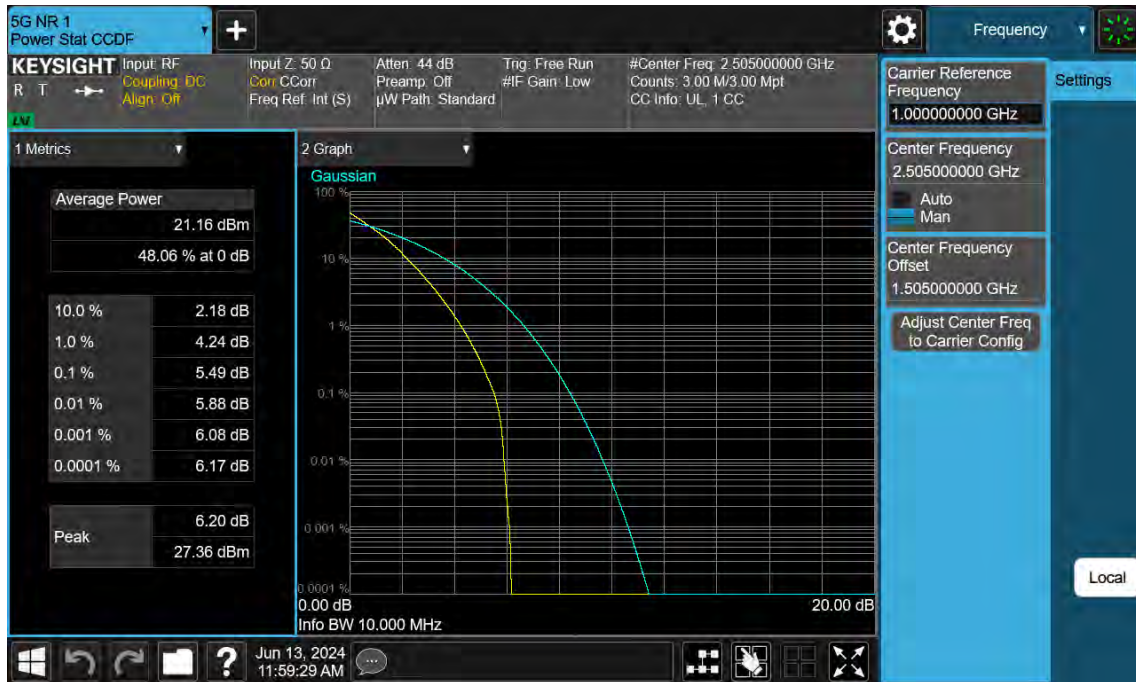 5G NR 1
Power Stat CCDF
Frequency
KEYSIGHT
R T
LXI
Input: RF
Coupling: DC
Align: Off
Input Z: 50 Ω
Corr CCorr
Freq Ref: Int (S)
Atten: 44 dB
Preamp: Off
µW Path: Standard
Trig: Free Run
#IF Gain: Low
#Center Freq: 2.505000000 GHz
Counts: 3.00 M/3.00 Mpt
CC Info: UL, 1 CC
Carrier Reference
Frequency
1.000000000 GHz
Settings
Center Frequency
2.505000000 GHz
Auto
Man
Center Frequency
Offset
1.505000000 GHz
Adjust Center Freq
to Carrier Config
Local
1 Metrics
Average Power
21.16 dBm
48.06 % at 0 dB
10.0 % 2.18 dB
1.0 % 4.24 dB
0.1 % 5.49 dB
0.01 % 5.88 dB
0.001 % 6.08 dB
0.0001 % 6.17 dB
Peak
6.20 dB
27.36 dBm
2 Graph
Gaussian
100 %
10 %
1 %
0.1 %
0.01 %
0.001 %
0.0001 %
0.00 dB 20.00 dB
Info BW 10.000 MHz
?
Jun 13, 2024
11:59:29 AM